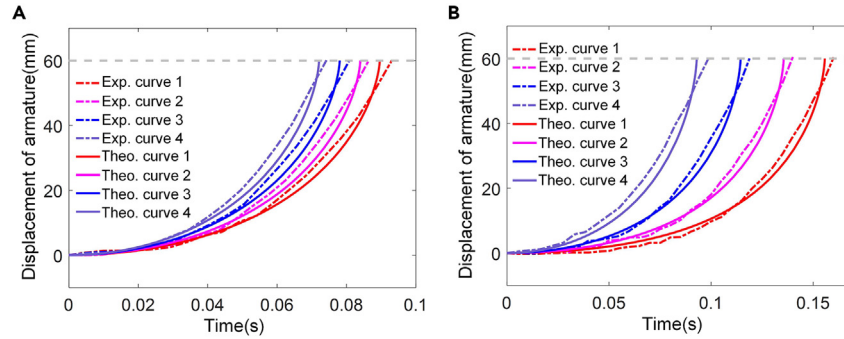 A
Displacement of armature(mm)
60
40
20
0
Exp. curve 1
Exp. curve 2
Exp. curve 3
Exp. curve 4
Theo. curve 1
Theo. curve 2
Theo. curve 3
Theo. curve 4
0 0.02 0.04 0.06 0.08 0.1
Time(s)
B
Displacement of armature(mm)
60
40
20
0
Exp. curve 1
Exp. curve 2
Exp. curve 3
Exp. curve 4
Theo. curve 1
Theo. curve 2
Theo. curve 3
Theo. curve 4
0 0.05 0.1 0.15
Time(s)